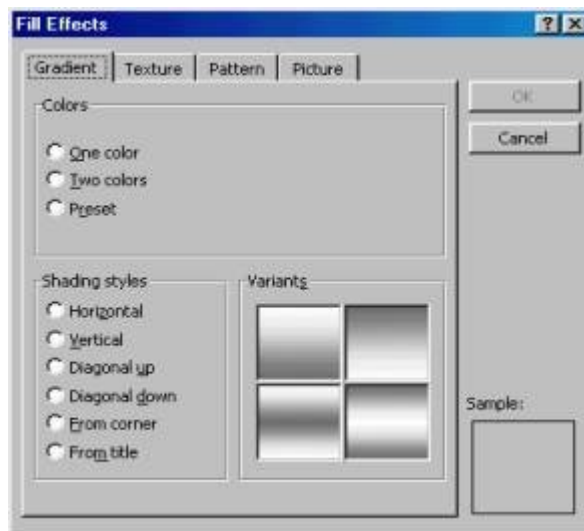 Fill Effects
Gradient Texture Pattern Picture
Colors
One color
Two colors
Preset
OK
Cancel
Shading styles
Horizontal
Vertical
Diagonal up
Diagonal down
From corner
From title
Variants
Sample: